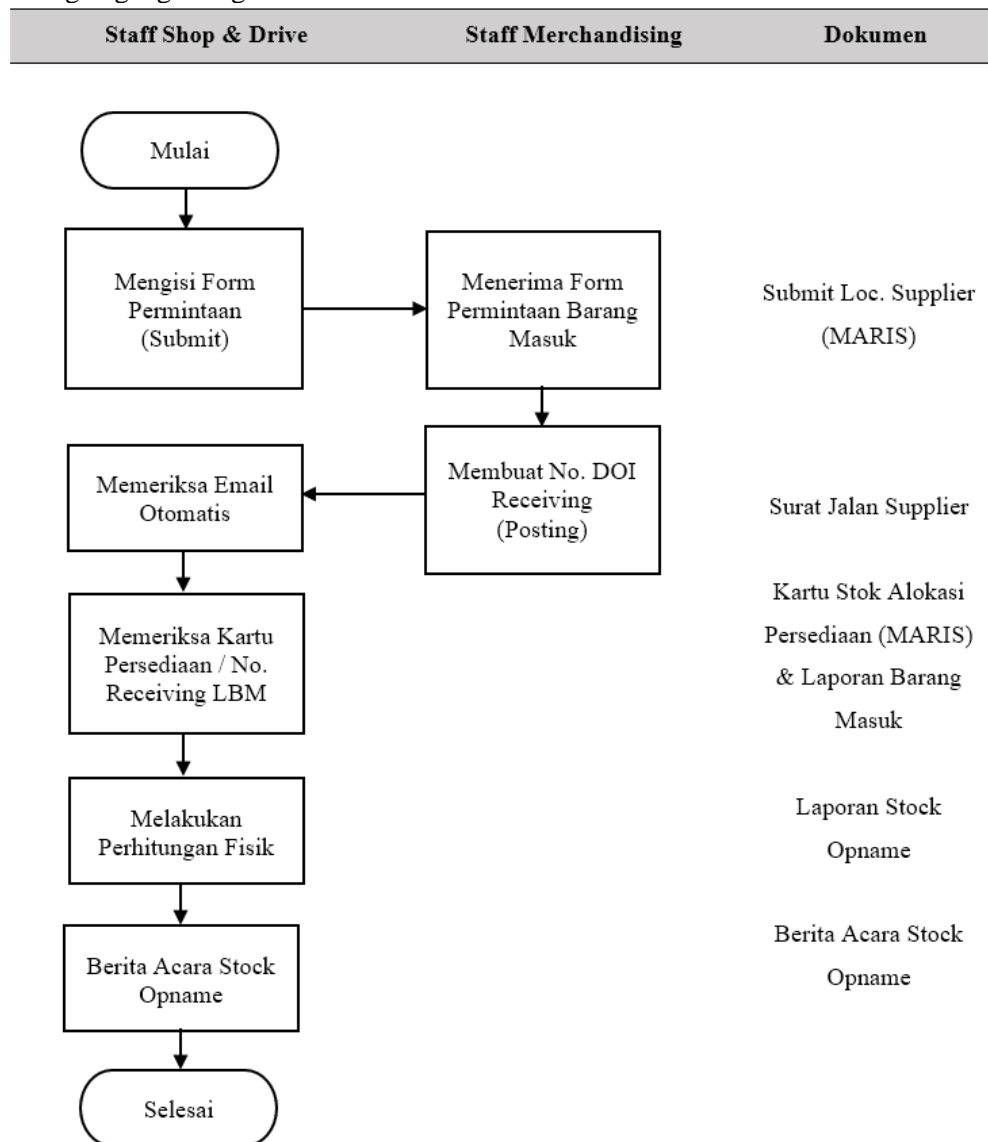 Staff Shop & Drive
Staff Merchandising
Dokumen
Mulai
Mengisi Form
Permintaan
(Submit)
Menerima Form
Permintaan Barang
Masuk
Submit Loc. Supplier
(MARIS)
Memeriksa Email
Otomatis
Membuat No. DOI
Receiving
(Posting)
Surat Jalan Supplier
Memeriksa Kartu
Persediaan / No.
Receiving LBM
Kartu Stok Alokasi
Persediaan (MARIS)
& Laporan Barang
Masuk
Melakukan
Perhitungan Fisik
Laporan Stock
Opname
Berita Acara Stock
Opname
Berita Acara Stock
Opname
Selesai